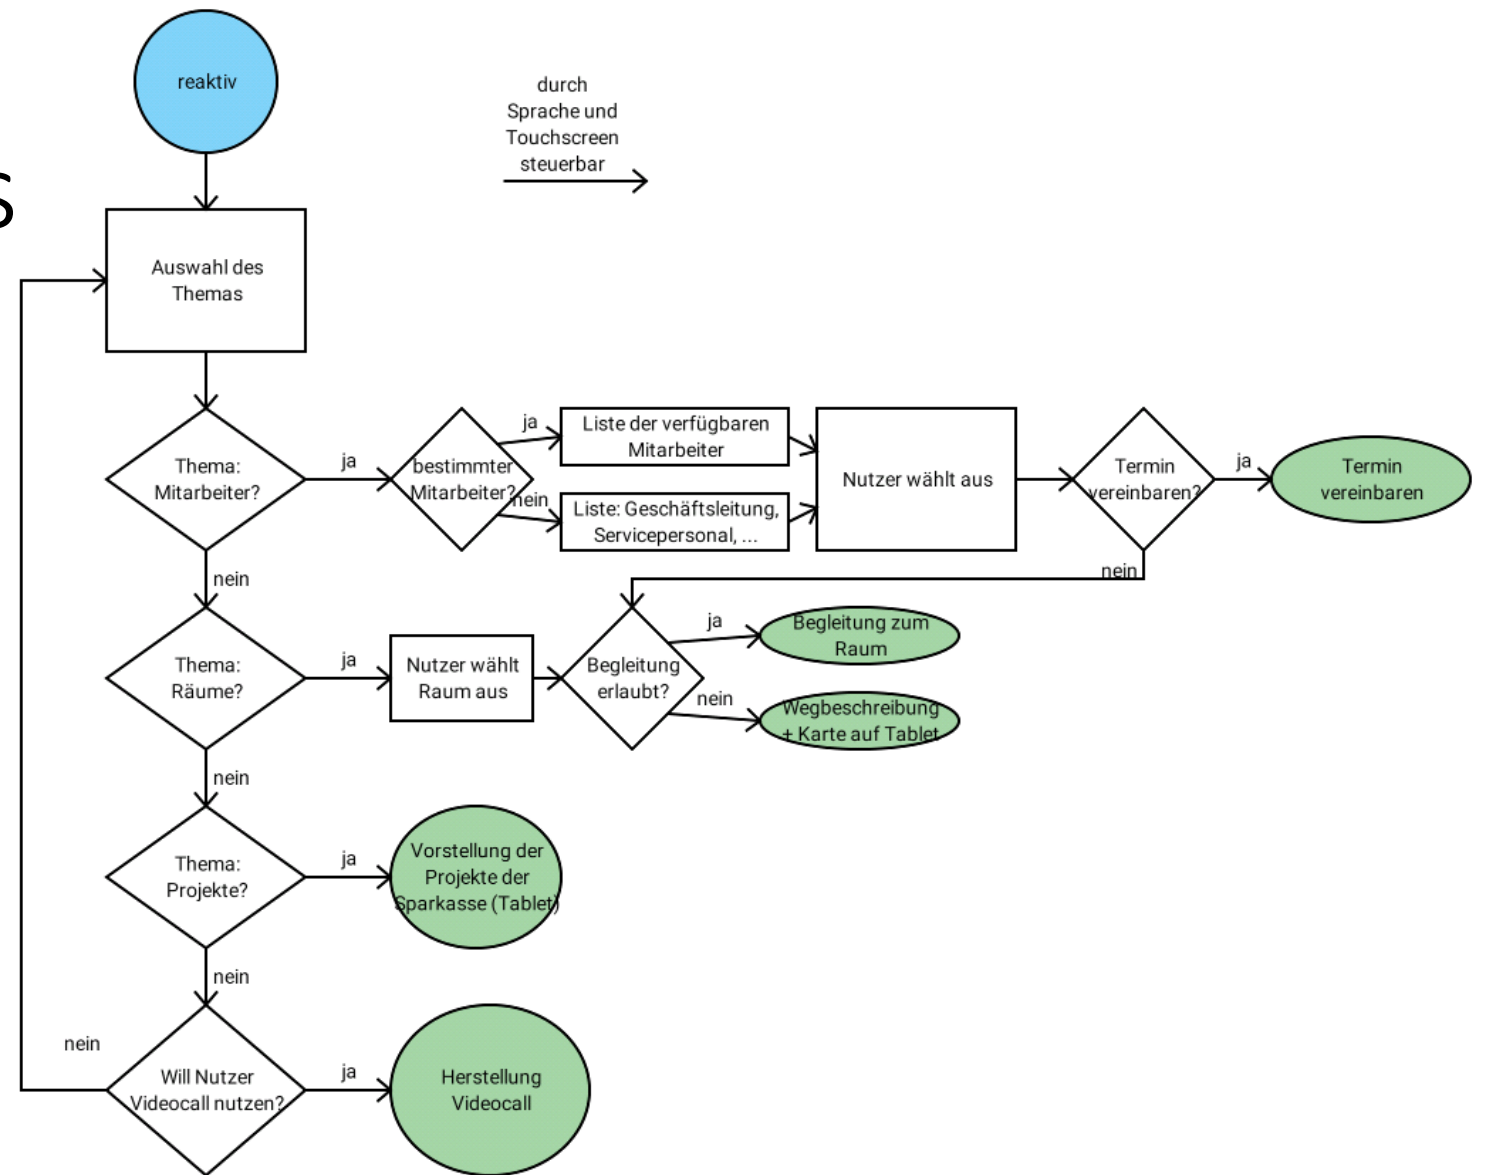 reaktiv
durch
Sprache und
Touchscreen
steuerbar
s
Auswahl des
Themas
Thema:
Mitarbeiter?
ja
bestimmter
Mitarbeiter?
ja
Liste der verfügbaren
Mitarbeiter
nein
Liste: Geschäftsleitung,
Servicepersonal, ...
Nutzer wählt aus
Termin
vereinbaren?
ja
Termin
vereinbaren
nein
nein
Thema:
Räume?
ja
Nutzer wählt
Raum aus
Begleitung
erlaubt?
ja
Begleitung zum
Raum
nein
Wegbeschreibung
+ Karte auf Tablet
nein
Thema:
Projekte?
ja
Vorstellung der
Projekte der
Sparkasse (Tablet)
nein
Will Nutzer
Videocall nutzen?
nein
ja
Herstellung
Videocall